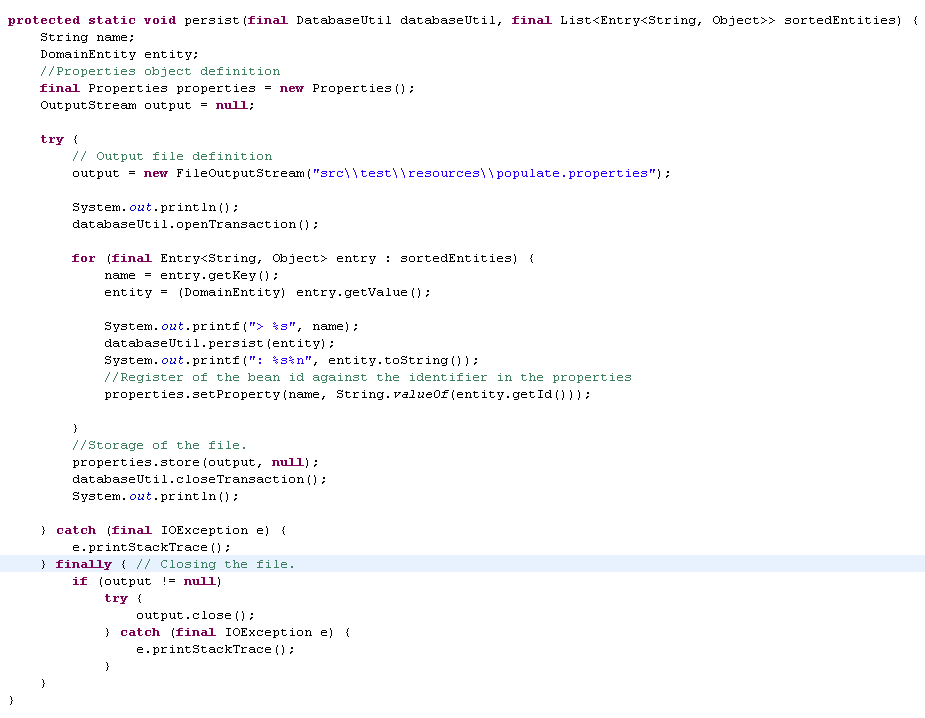 protected static void persist(final DatabaseUtil databaseUtil, final List<Entry<String, Object>> sortedEntities) {
    String name;
    DomainEntity entity;
    //Properties object definition
    final Properties properties = new Properties();
    OutputStream output = null;

    try {
        // Output file definition
        output = new FileOutputStream("src\\test\\resources\\populate.properties");

        System.out.println();
        databaseUtil.openTransaction();

        for (final Entry<String, Object> entry : sortedEntities) {
            name = entry.getKey();
            entity = (DomainEntity) entry.getValue();

            System.out.printf("> %s", name);
            databaseUtil.persist(entity);
            System.out.printf(": %s%n", entity.toString());
            //Register of the bean id against the identifier in the properties
            properties.setProperty(name, String.valueOf(entity.getId()));

        }
        //Storage of the file.
        properties.store(output, null);
        databaseUtil.closeTransaction();
        System.out.println();

    } catch (final IOException e) {
        e.printStackTrace();
    } finally { // Closing the file.
        if (output != null)
            try {
                output.close();
            } catch (final IOException e) {
                e.printStackTrace();
            }
    }
}